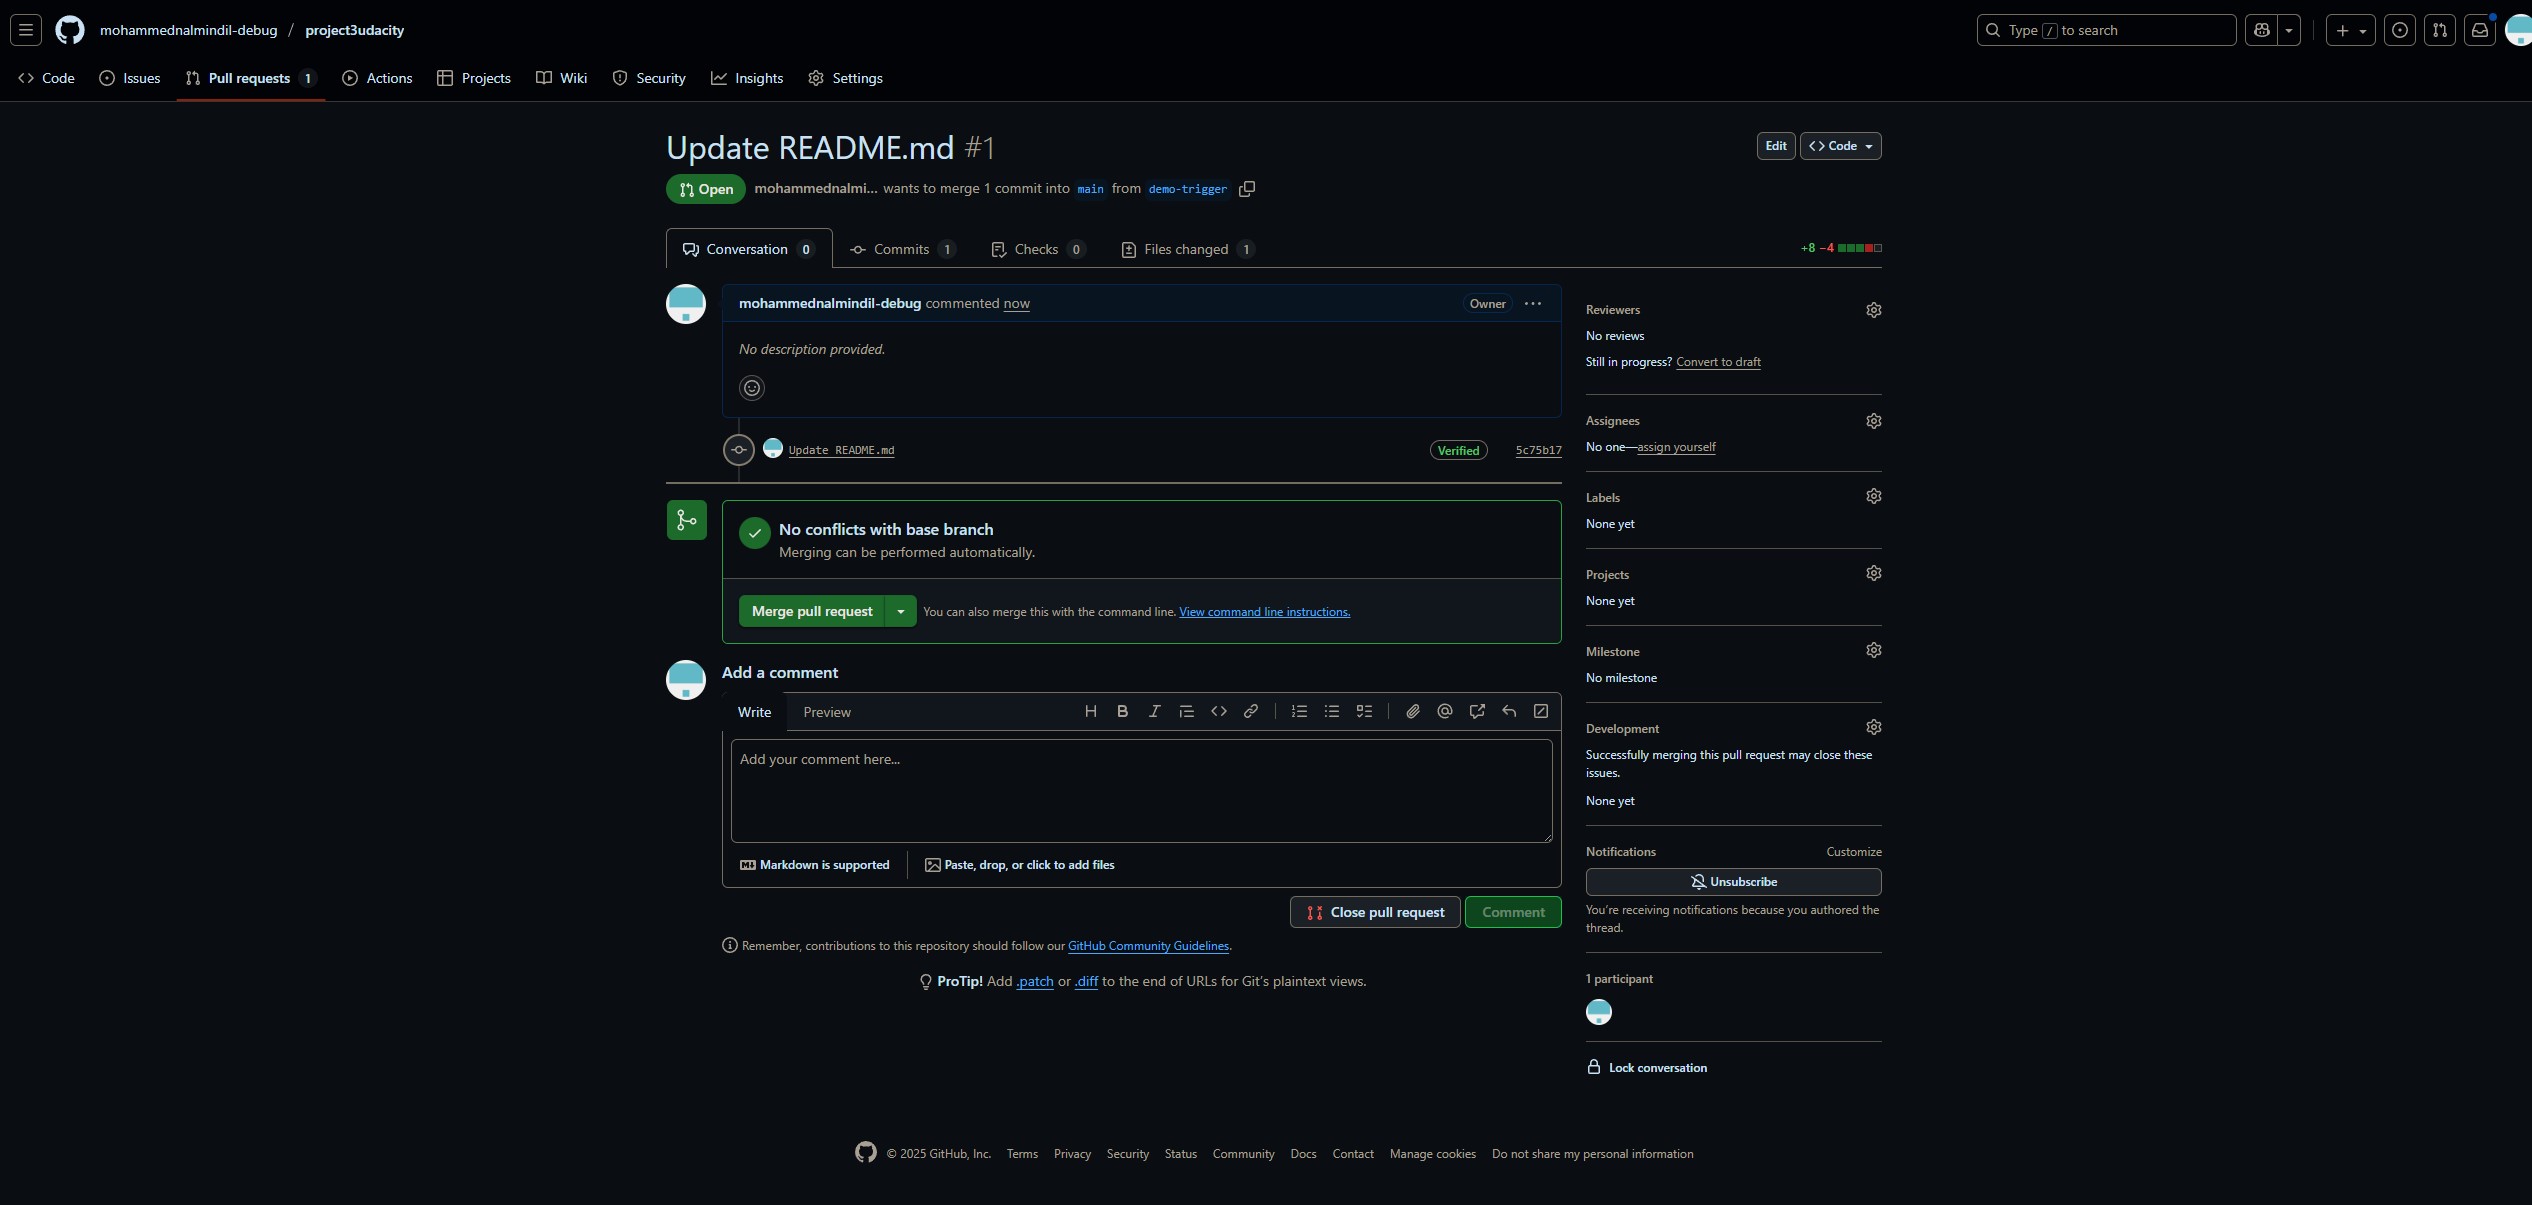 mohammednalmindil-debug / project3udacity
Type / to search
Code
Issues
Pull requests 1
Actions
Projects
Wiki
Security
Insights
Settings
Update README.md #1
Edit
Code
Open
mohammednalmi... wants to merge 1 commit into main from demo-trigger
Conversation 0
Commits 1
Checks 0
Files changed 1
+8 −4
mohammednalmindil-debug commented now
Owner
No description provided.
Update README.md
Verified
5c75b17
No conflicts with base branch
Merging can be performed automatically.
Merge pull request
You can also merge this with the command line. View command line instructions.
Add a comment
Write
Preview
Add your comment here...
Markdown is supported
Paste, drop, or click to add files
Close pull request
Comment
Remember, contributions to this repository should follow our GitHub Community Guidelines.
ProTip! Add .patch or .diff to the end of URLs for Git's plaintext views.
Reviewers
No reviews
Still in progress? Convert to draft
Assignees
No one—assign yourself
Labels
None yet
Projects
None yet
Milestone
No milestone
Development
Successfully merging this pull request may close these
issues.
None yet
Notifications
Customize
Unsubscribe
You're receiving notifications because you authored the
thread.
1 participant
Lock conversation
© 2025 GitHub, Inc.
Terms
Privacy
Security
Status
Community
Docs
Contact
Manage cookies
Do not share my personal information